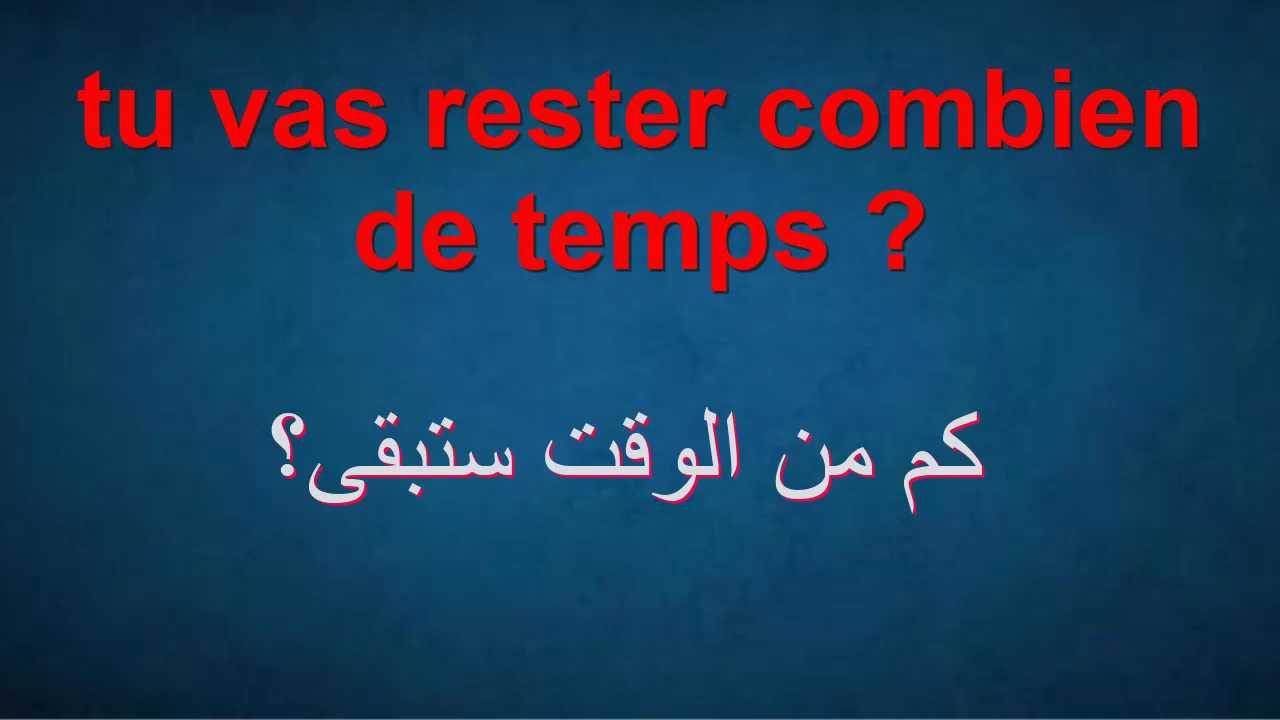 tu vas rester combien
de temps ?
كم من الوقت ستبقى؟